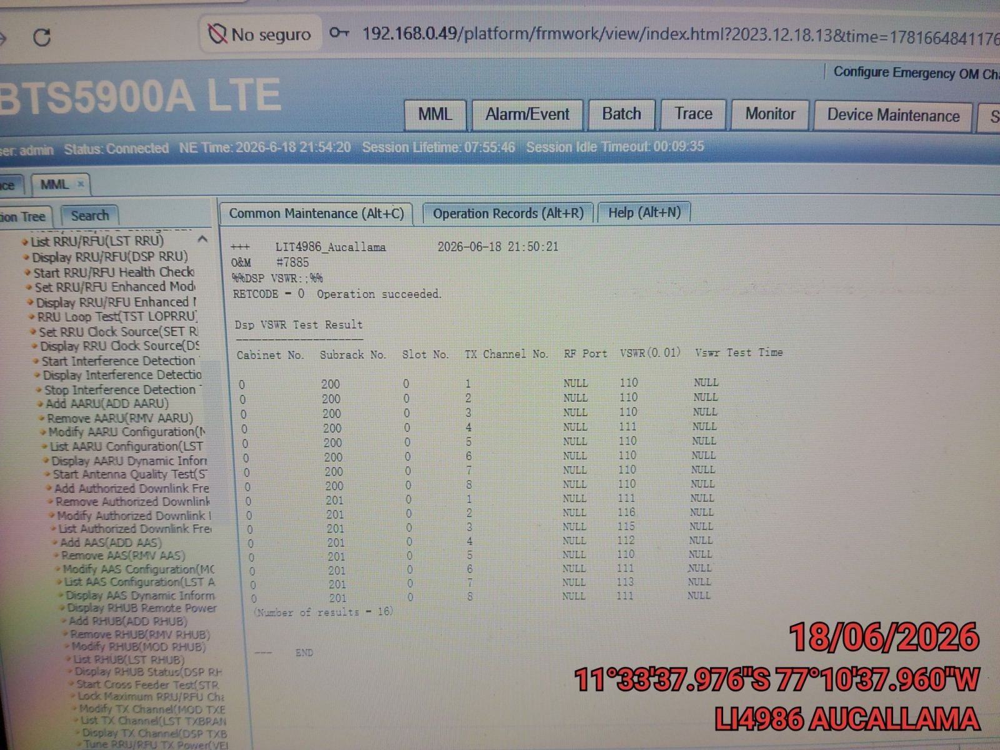 No seguro 192.168.0.49/platform/frmwork/view/index.html?2023.12.18.13&time=1781664841176
Configure Emergency OM Cha
BTS5900A LTE
MML Alarm/Event Batch Trace Monitor Device Maintenance S
ser: admin Status: Connected NE Time: 2026-6-18 21:54:20 Session Lifetime: 07:55:46 Session Idle Timeout: 00:09:35
ce MML ×
ion Tree Search
Common Maintenance (Alt+C) Operation Records (Alt+R) Help (Alt+N)
List RRU/RFU(LST RRU)
Display RRU/RFU(DSP RRU)
Start RRU/RFU Health Check
Set RRU/RFU Enhanced Mod
Display RRU/RFU Enhanced
RRU Loop Test(TST LOPRRU)
Set RRU Clock Source(SET R
Display RRU Clock Source(DS
Start Interference Detection
Display Interference Detectio
Stop Interference Detection
Add AARU(ADD AARU)
Remove AARU(RMV AARU)
Modify AARU Configuration(M
List AARU Configuration(LST
Display AARU Dynamic Infor
Start Antenna Quality Test(S
Add Authorized Downlink Fre
Remove Authorized Downlink
Modify Authorized Downlink
List Authorized Downlink Fre
Add AAS(ADD AAS)
Remove AAS(RMV AAS)
Modify AAS Configuration(MO
List AAS Configuration(LST A
Display AAS Dynamic Inform
Display RHUB Remote Power
Add RHUB(ADD RHUB)
Remove RHUB(RMV RHUB)
Modify RHUB(MOD RHUB)
List RHUB(LST RHUB)
Display RHUB Status(DSP RH
Start Cross Feeder Test(STR
Lock Maximum RRU/RFU Cha
Modify TX Channel(MOD TXB
List TX Channel(LST TXBRAN
Display TX Channel(DSP TXB
Tune RRU/RFU TX Power(VEI
+++ LIT4986_Aucallama 2026-06-18 21:50:21
O&M #7885
%%DSP VSWR:;%%
RETCODE = 0 Operation succeeded.
Dsp VSWR Test Result
--------------------
Cabinet No. Subrack No. Slot No. TX Channel No. RF Port VSWR(0.01) Vswr Test Time
0 200 0 1 NULL 110 NULL
0 200 0 2 NULL 110 NULL
0 200 0 3 NULL 110 NULL
0 200 0 4 NULL 111 NULL
0 200 0 5 NULL 110 NULL
0 200 0 6 NULL 110 NULL
0 200 0 7 NULL 110 NULL
0 200 0 8 NULL 110 NULL
0 201 0 1 NULL 111 NULL
0 201 0 2 NULL 116 NULL
0 201 0 3 NULL 115 NULL
0 201 0 4 NULL 112 NULL
0 201 0 5 NULL 110 NULL
0 201 0 6 NULL 111 NULL
0 201 0 7 NULL 113 NULL
0 201 0 8 NULL 111 NULL
(Number of results = 16)
--- END
18/06/2026
11°33'37.976"S 77°10'37.960"W
LI4986 AUCALLAMA